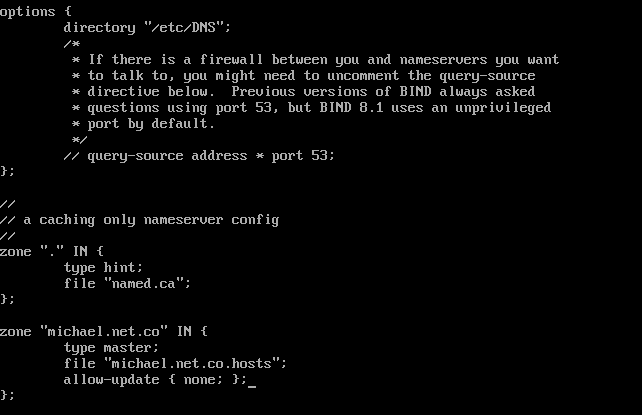 options {
        directory "/etc/DNS";
        /*
         * If there is a firewall between you and nameservers you want
         * to talk to, you might need to uncomment the query-source
         * directive below.  Previous versions of BIND always asked
         * questions using port 53, but BIND 8.1 uses an unprivileged
         * port by default.
         */
        // query-source address * port 53;
};

//
// a caching only nameserver config
//
zone "." IN {
        type hint;
        file "named.ca";
};

zone "michael.net.co" IN {
        type master;
        file "michael.net.co.hosts";
        allow-update { none; };_
};